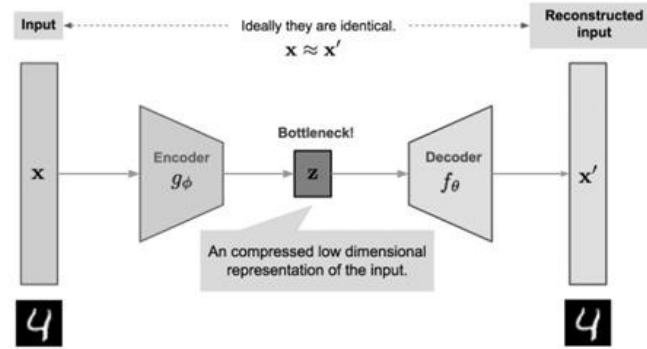 Input
Ideally they are identical.
x ≈ x′
Reconstructed
input
Bottleneck!
x
Encoder
gϕ
z
Decoder
fθ
x′
An compressed low dimensional
representation of the input.
4
4